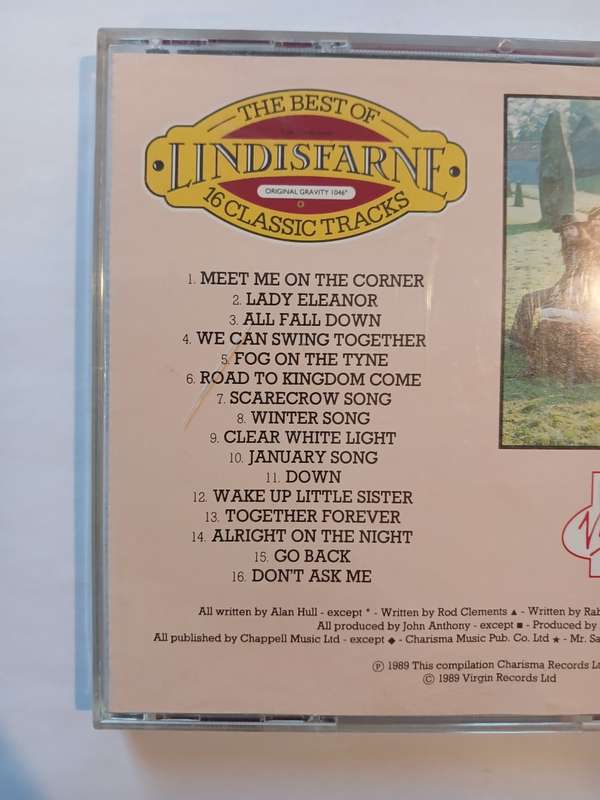 THE BEST OF
LINDISFARNE
ORIGINAL GRAVITY 1046°
16 CLASSIC TRACKS
1. MEET ME ON THE CORNER
2. LADY ELEANOR
3. ALL FALL DOWN
4. WE CAN SWING TOGETHER
5. FOG ON THE TYNE
6. ROAD TO KINGDOM COME
7. SCARECROW SONG
8. WINTER SONG
9. CLEAR WHITE LIGHT
10. JANUARY SONG
11. DOWN
12. WAKE UP LITTLE SISTER
13. TOGETHER FOREVER
14. ALRIGHT ON THE NIGHT
15. GO BACK
16. DON'T ASK ME
All written by Alan Hull - except * - Written by Rod Clements ▲ - Written by Rab
All produced by John Anthony - except ■ - Produced by
All published by Chappell Music Ltd - except ◆ - Charisma Music Pub. Co. Ltd ★ - Mr. Sa
℗ 1989 This compilation Charisma Records Lt
© 1989 Virgin Records Ltd